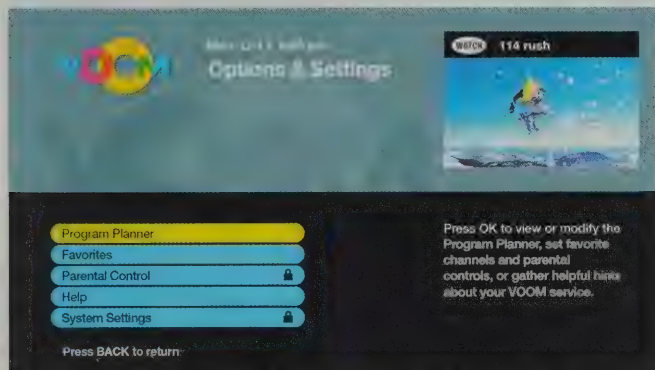 VOOM
Options & Settings
WATCH 114 rush
Program Planner
Favorites
Parental Control
Help
System Settings
Press BACK to return
Press OK to view or modify the
Program Planner, set favorite
channels and parental
controls, or gather helpful hints
about your VOOM service.